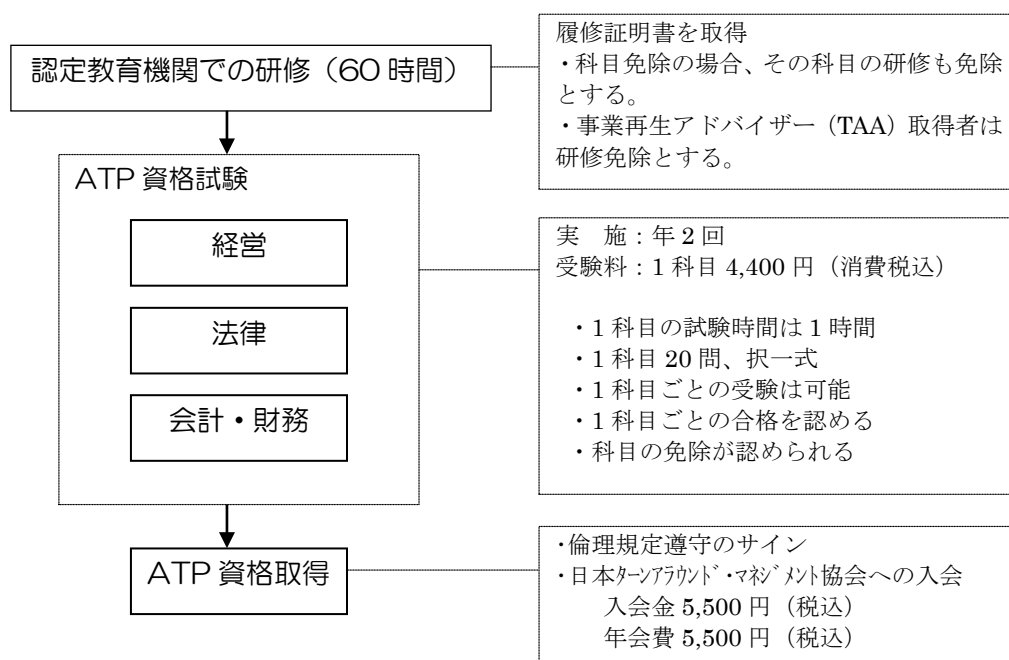 認定教育機関での研修（60 時間）
履修証明書を取得
・科目免除の場合、その科目の研修も免除
とする。
・事業再生アドバイザー（TAA）取得者は
研修免除とする。
ATP 資格試験
経営
法律
会計・財務
実　施：年 2 回
受験料：1 科目 4,400 円（消費税込）
・1 科目の試験時間は 1 時間
・1 科目 20 問、択一式
・1 科目ごとの受験は可能
・1 科目ごとの合格を認める
・科目の免除が認められる
ATP 資格取得
・倫理規定遵守のサイン
・日本ﾀｰﾝｱﾗｳﾝﾄﾞ・ﾏﾈｼﾞﾒﾝﾄ協会への入会
入会金 5,500 円（税込）
年会費 5,500 円（税込）